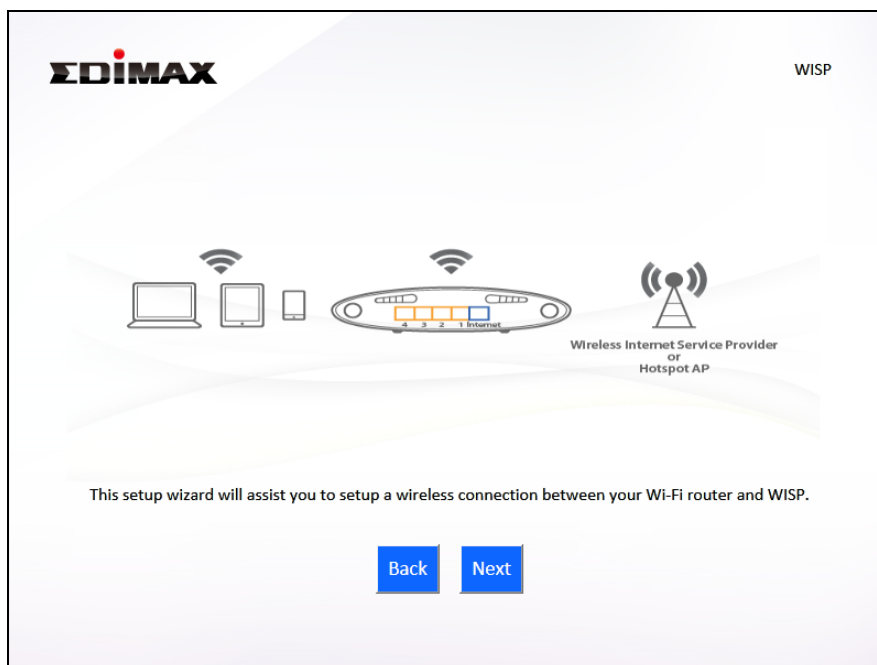 EDIMAX
WISP
4 3 2 1 Internet
Wireless Internet Service Provider
or
Hotspot AP
This setup wizard will assist you to setup a wireless connection between your Wi-Fi router and WISP.
Back Next